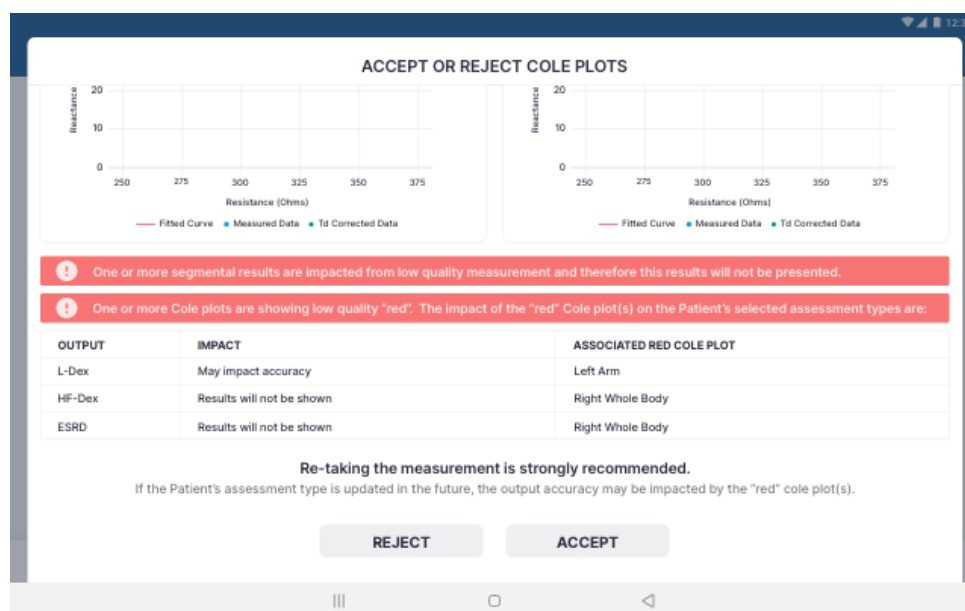 12:3
ACCEPT OR REJECT COLE PLOTS
Reactance
20
10
0
250 275 300 325 350 375
Resistance (Ohms)
Fitted Curve Measured Data Td Corrected Data
Reactance
20
10
0
250 275 300 325 350 375
Resistance (Ohms)
Fitted Curve Measured Data Td Corrected Data
One or more segmental results are impacted from low quality measurement and therefore this results will not be presented.
One or more Cole plots are showing low quality "red". The impact of the "red" Cole plot(s) on the Patient's selected assessment types are:
OUTPUT IMPACT ASSOCIATED RED COLE PLOT
L-Dex May impact accuracy Left Arm
HF-Dex Results will not be shown Right Whole Body
ESRD Results will not be shown Right Whole Body
Re-taking the measurement is strongly recommended.
If the Patient's assessment type is updated in the future, the output accuracy may be impacted by the "red" cole plot(s).
REJECT ACCEPT